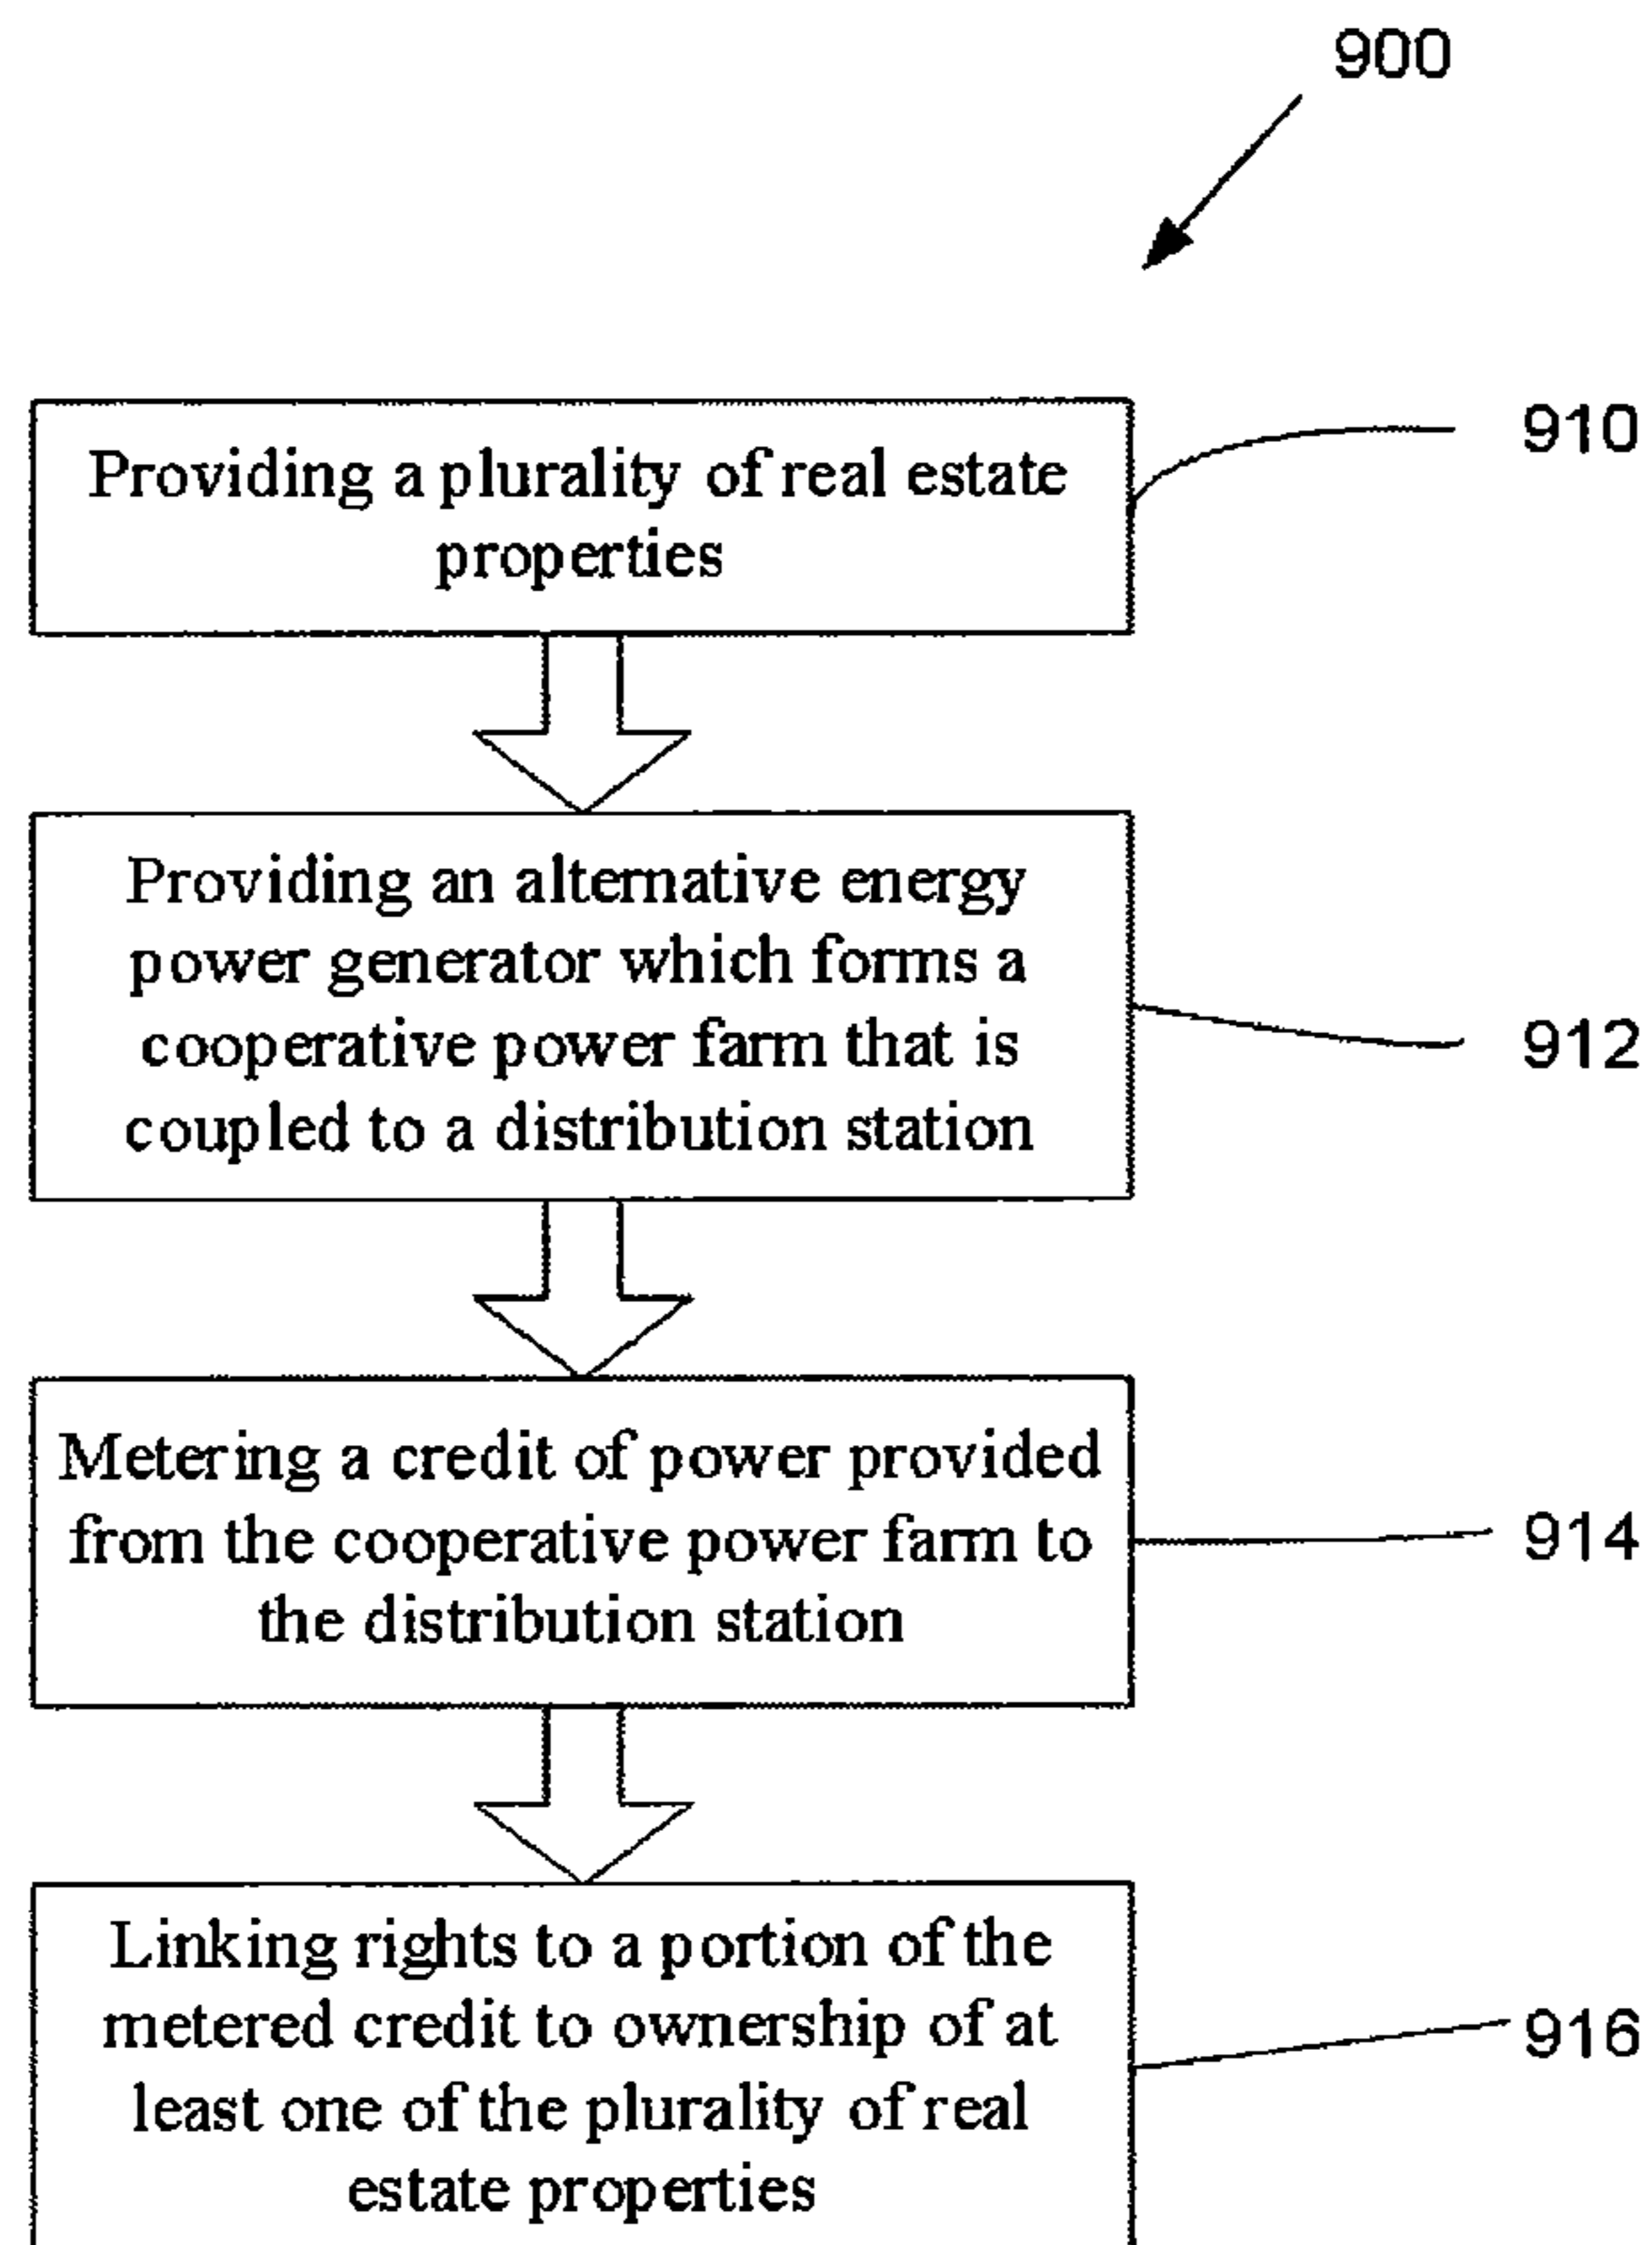 900
Providing a plurality of real estate
properties
910
Providing an alternative energy
power generator which forms a
cooperative power farm that is
coupled to a distribution station
912
Metering a credit of power provided
from the cooperative power farm to
the distribution station
914
Linking rights to a portion of the
metered credit to ownership of at
least one of the plurality of real
estate properties
916